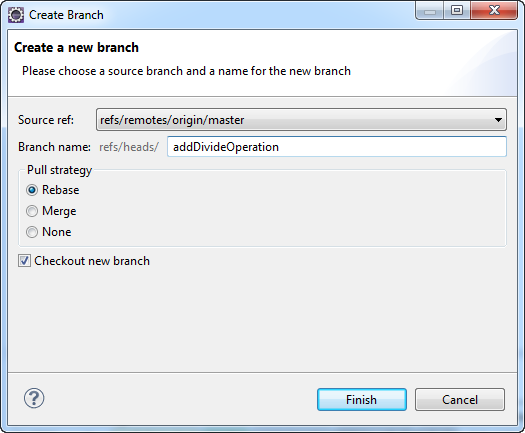 Create Branch
Create a new branch
Please choose a source branch and a name for the new branch
Source ref: refs/remotes/origin/master
Branch name: refs/heads/ addDivideOperation
Pull strategy
Rebase
Merge
None
Checkout new branch
? Finish Cancel